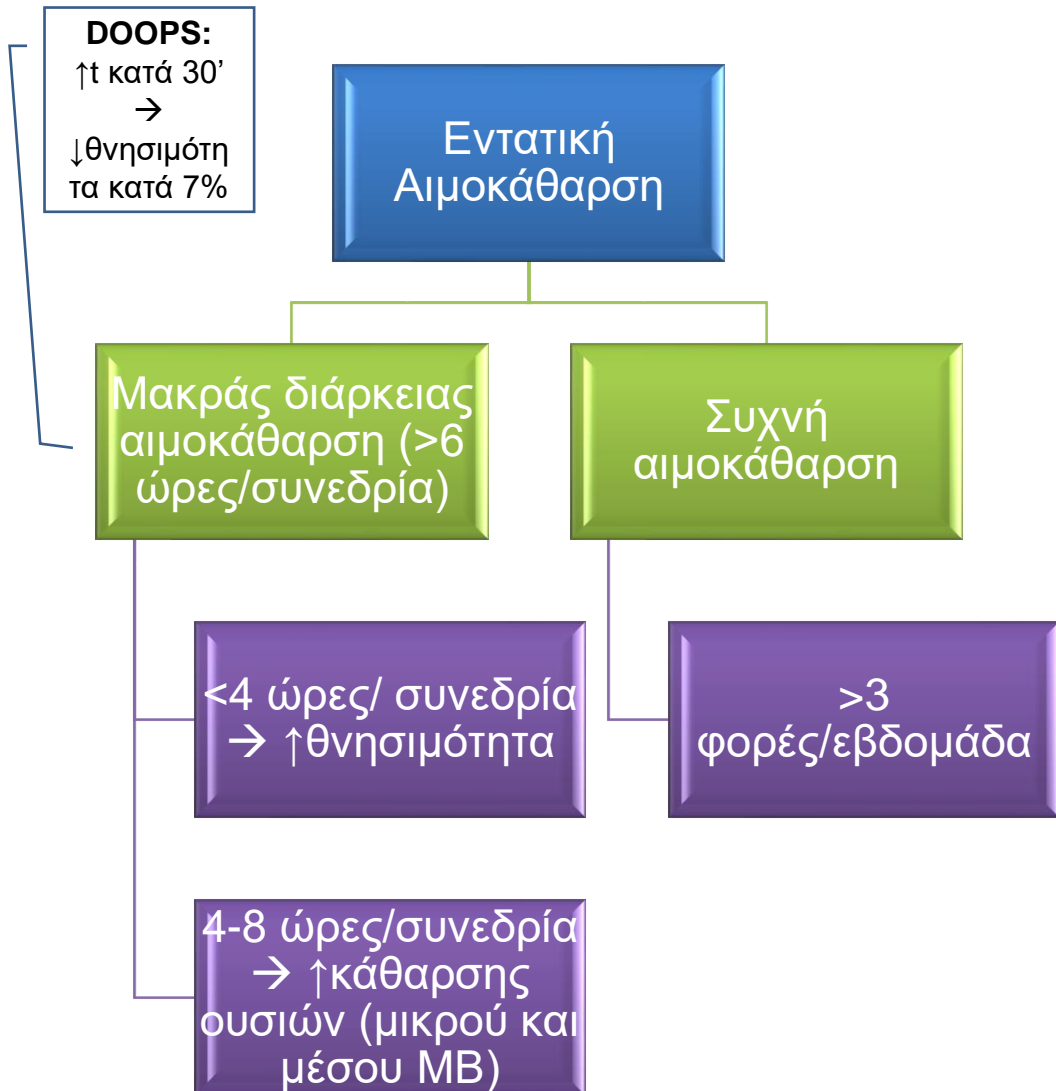 DOOPS:
↑t κατά 30’
→
↓θνησιμότη
τα κατά 7%
Εντατική
Αιμοκάθαρση
Μακράς διάρκειας
αιμοκάθαρση (>6
ώρες/συνεδρία)
Συχνή
αιμοκάθαρση
<4 ώρες/ συνεδρία
→ ↑θνησιμότητα
>3
φορές/εβδομάδα
4-8 ώρες/συνεδρία
→ ↑κάθαρσης
ουσιών (μικρού και
μέσου ΜΒ)